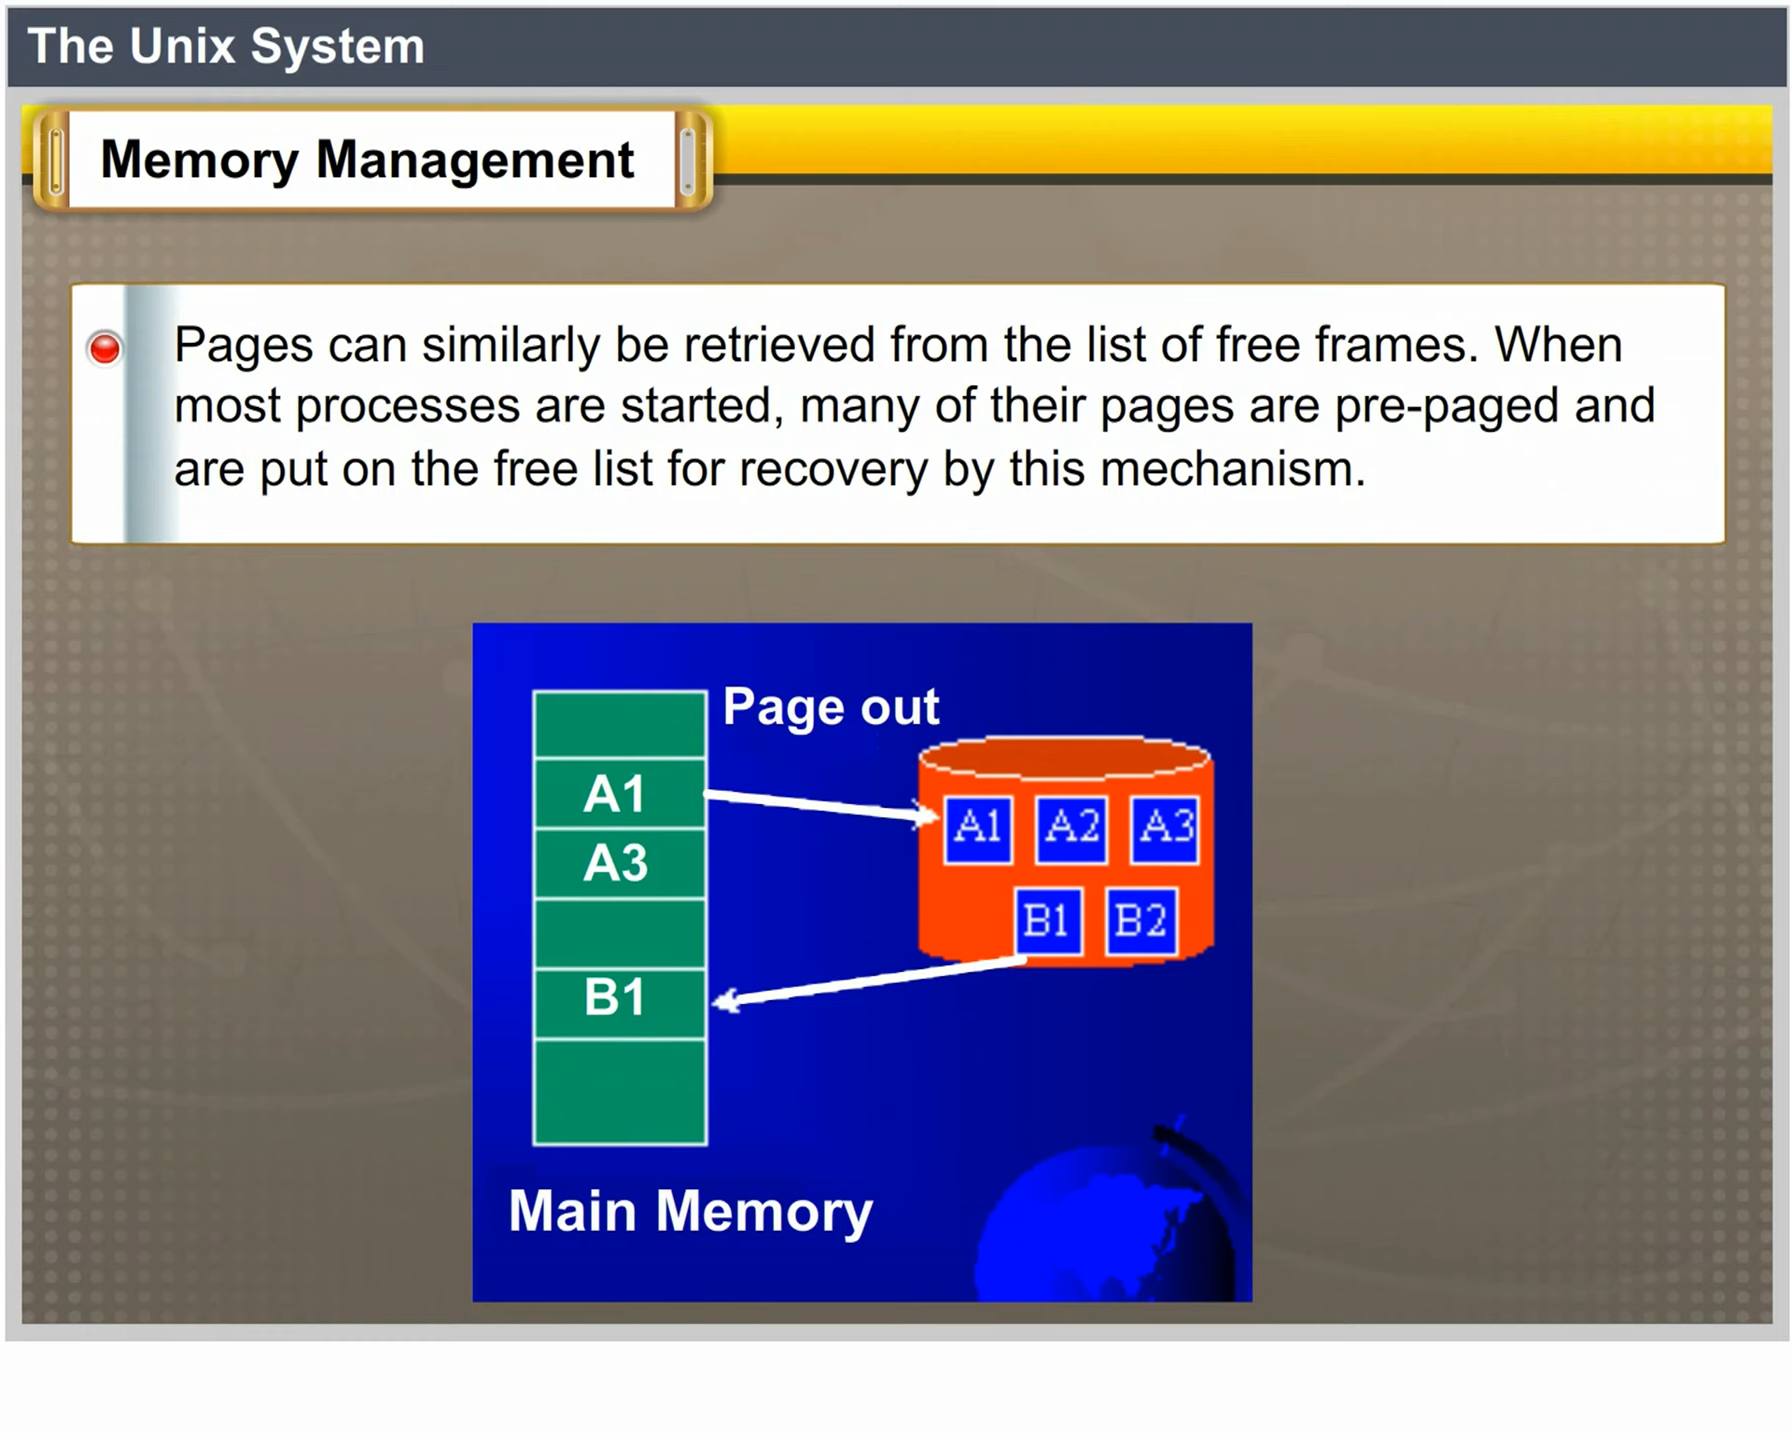 The Unix System
Memory Management
Pages can similarly be retrieved from the list of free frames. When
most processes are started, many of their pages are pre-paged and
are put on the free list for recovery by this mechanism.
Page out
A1
A3
B1
A1 A2 A3
B1 B2
Main Memory